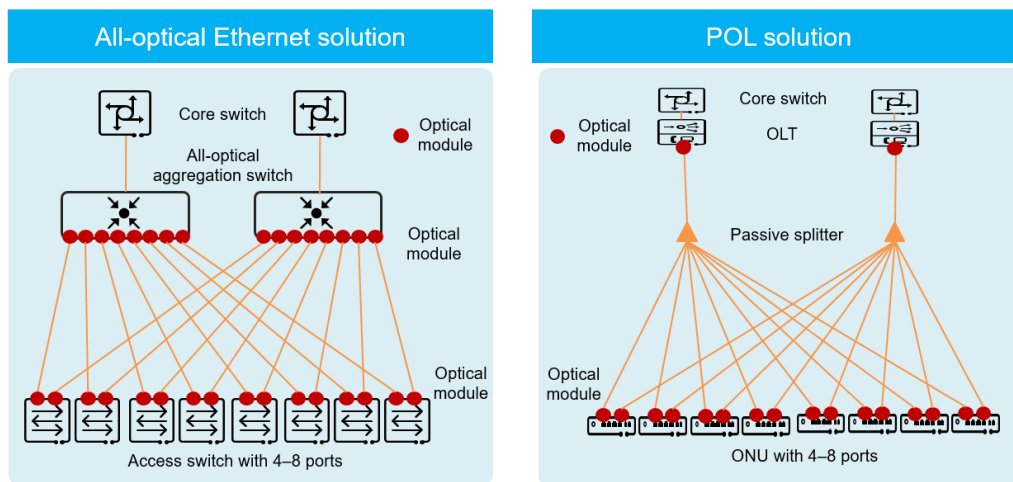 All-optical Ethernet solution
Core switch
Optical
module
All-optical
aggregation switch
Optical
module
Optical
module
Access switch with 4–8 ports
POL solution
Core switch
Optical
module
OLT
Passive splitter
Optical
module
ONU with 4–8 ports